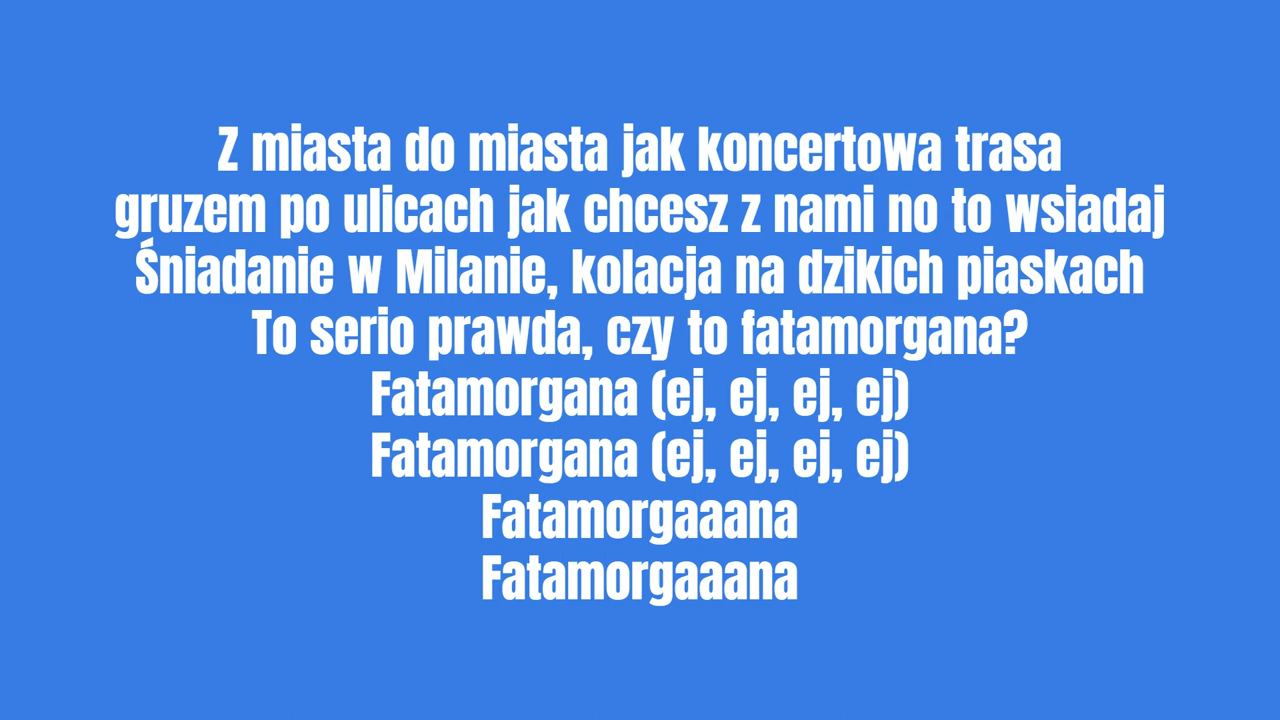 Z miasta do miasta jak koncertowa trasa
gruzem po ulicach jak chcesz z nami no to wsiadaj
Śniadanie w Milanie, kolacja na dzikich piaskach
To serio prawda, czy to fatamorgana?
Fatamorgana (ej, ej, ej, ej)
Fatamorgana (ej, ej, ej, ej)
Fatamorgaaana
Fatamorgaaana